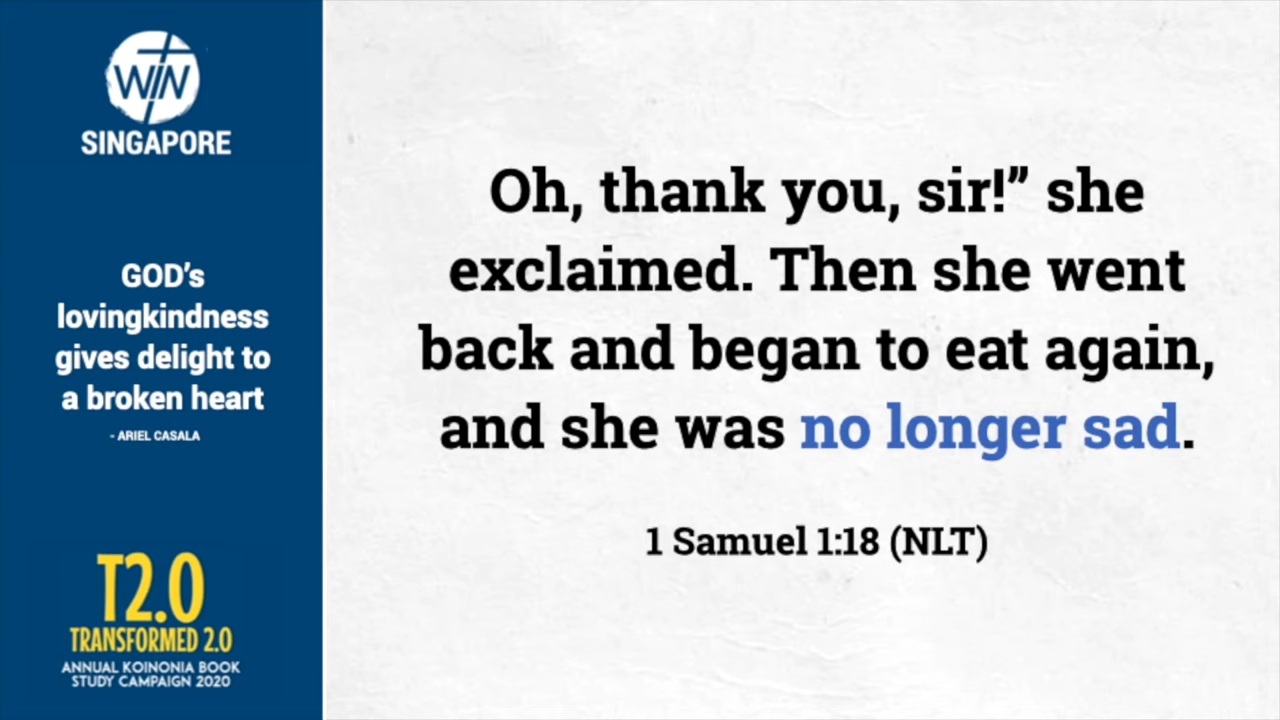 WIN
SINGAPORE
GOD's
lovingkindness
gives delight to
a broken heart
- ARIEL CASALA
T2.0
TRANSFORMED 2.0
ANNUAL KOINONIA BOOK
STUDY CAMPAIGN 2020
Oh, thank you, sir!” she
exclaimed. Then she went
back and began to eat again,
and she was no longer sad.
1 Samuel 1:18 (NLT)